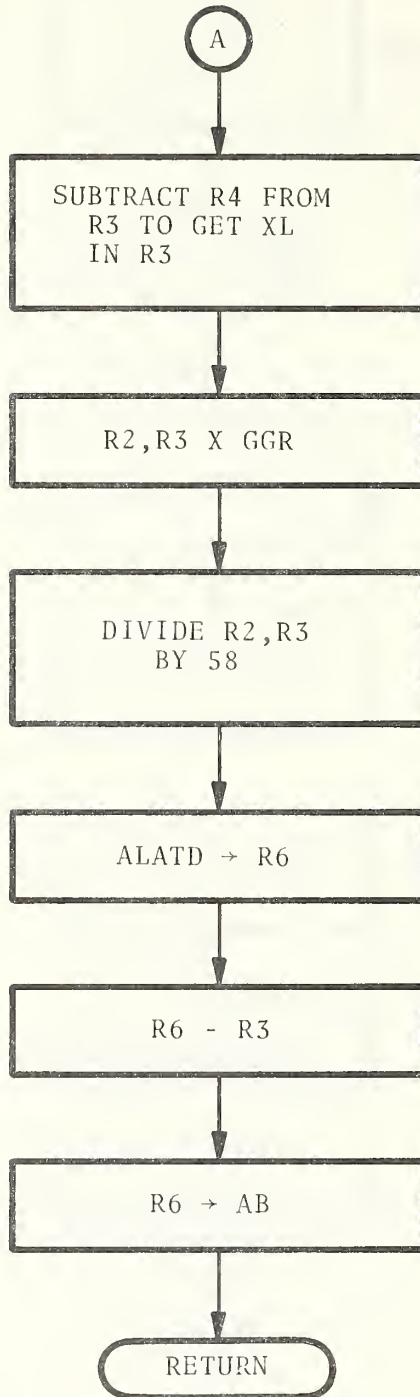 A
SUBTRACT R4 FROM
R3 TO GET XL
IN R3
R2,R3 X GGR
DIVIDE R2,R3
BY 58
ALATD → R6
R6 - R3
R6 → AB
RETURN